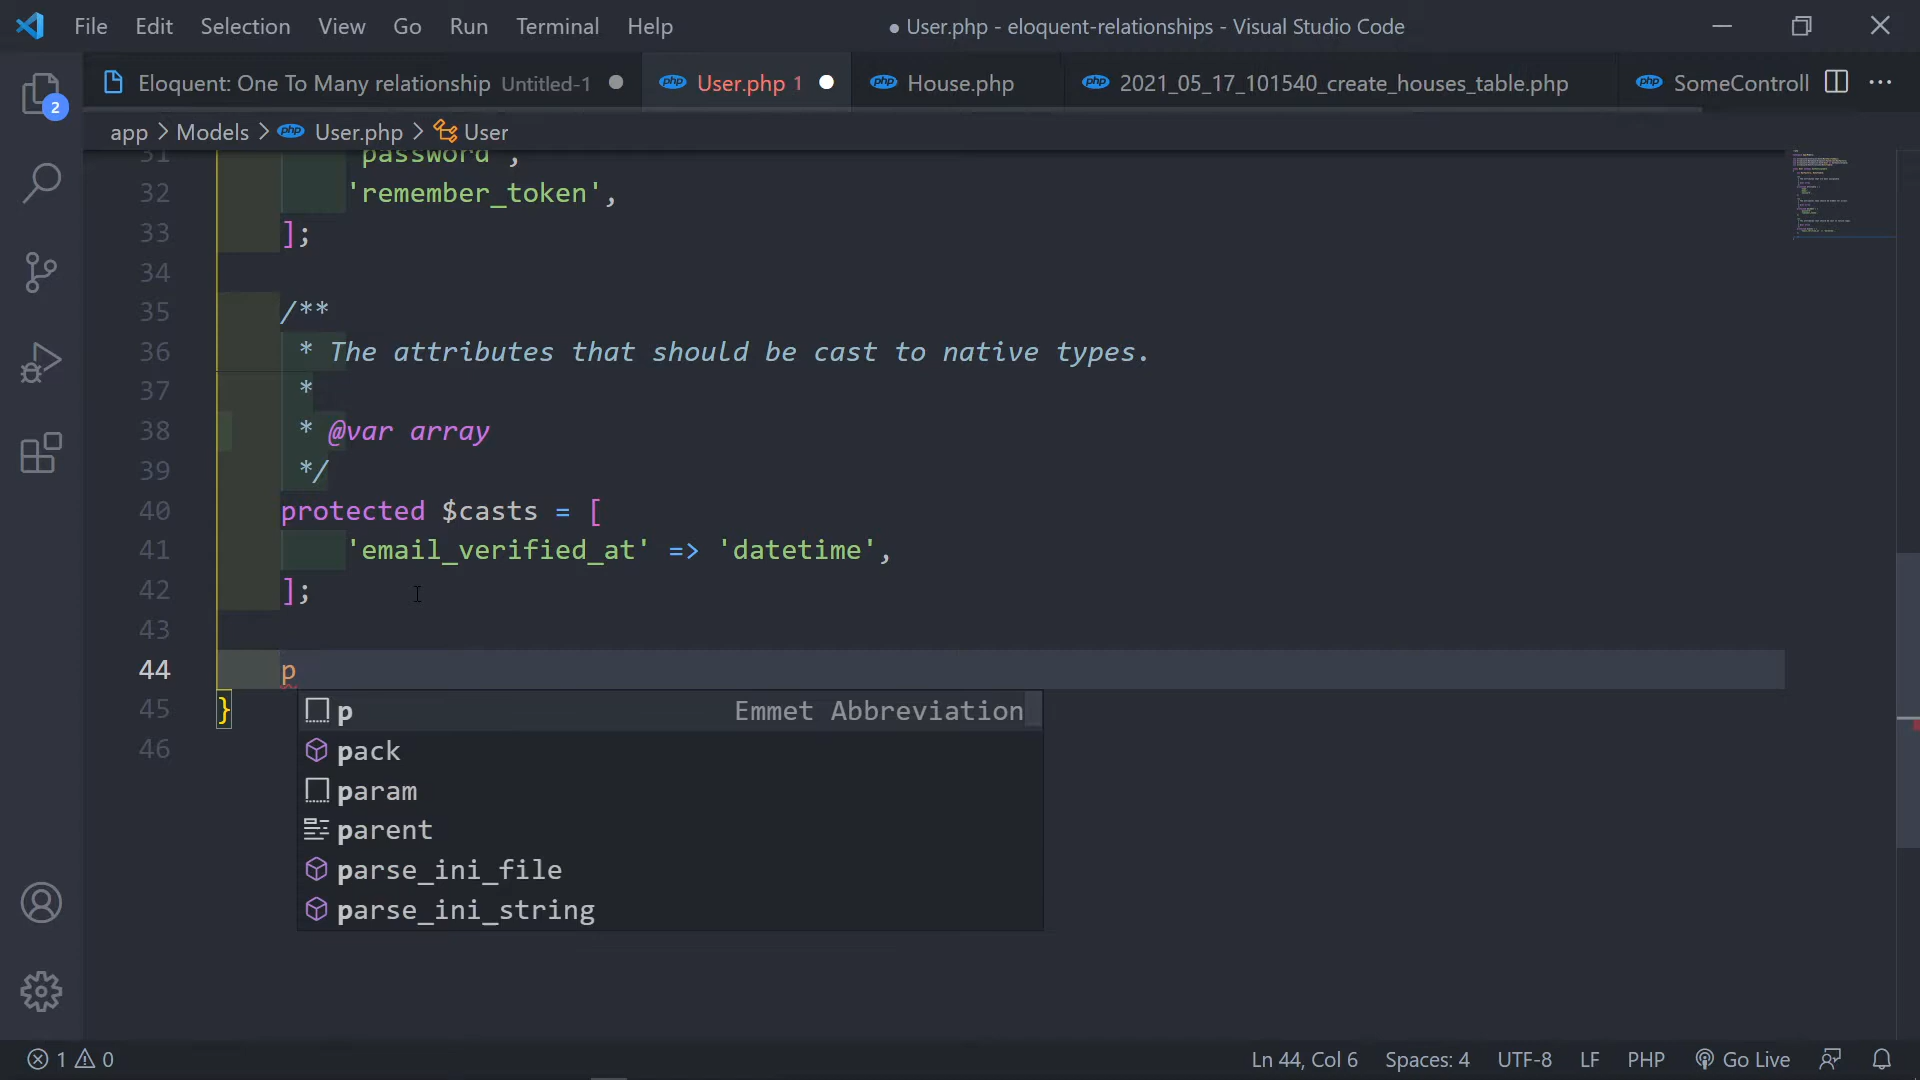 File Edit Selection View Go Run Terminal Help ● User.php - eloquent-relationships - Visual Studio Code
Eloquent: One To Many relationship Untitled-1 User.php 1 House.php 2021_05_17_101540_create_houses_table.php SomeControll
app > Models > User.php > User
2
31 'password',
32 'remember_token',
33 ];
34
35 /**
36 * The attributes that should be cast to native types.
37 *
38 * @var array
39 */
40 protected $casts = [
41 'email_verified_at' => 'datetime',
42 ];
43
44 p
45 }
p Emmet Abbreviation
46
pack
param
parent
parse_ini_file
parse_ini_string
1 0 Ln 44, Col 6 Spaces: 4 UTF-8 LF PHP Go Live